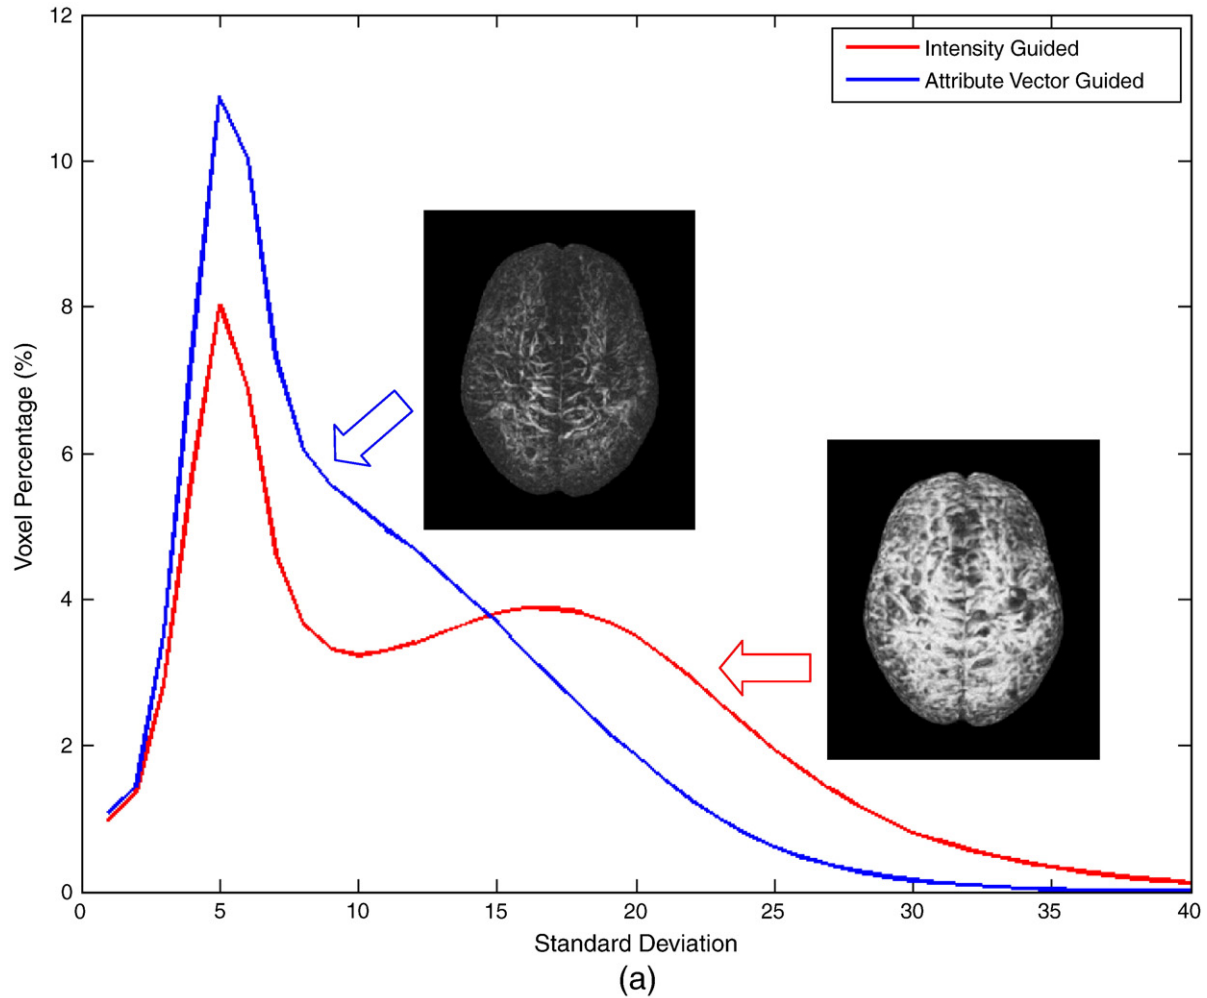 12
10
8
6
4
2
0
Voxel Percentage (%)
Intensity Guided
Attribute Vector Guided
0 5 10 15 20 25 30 35 40
Standard Deviation
(a)